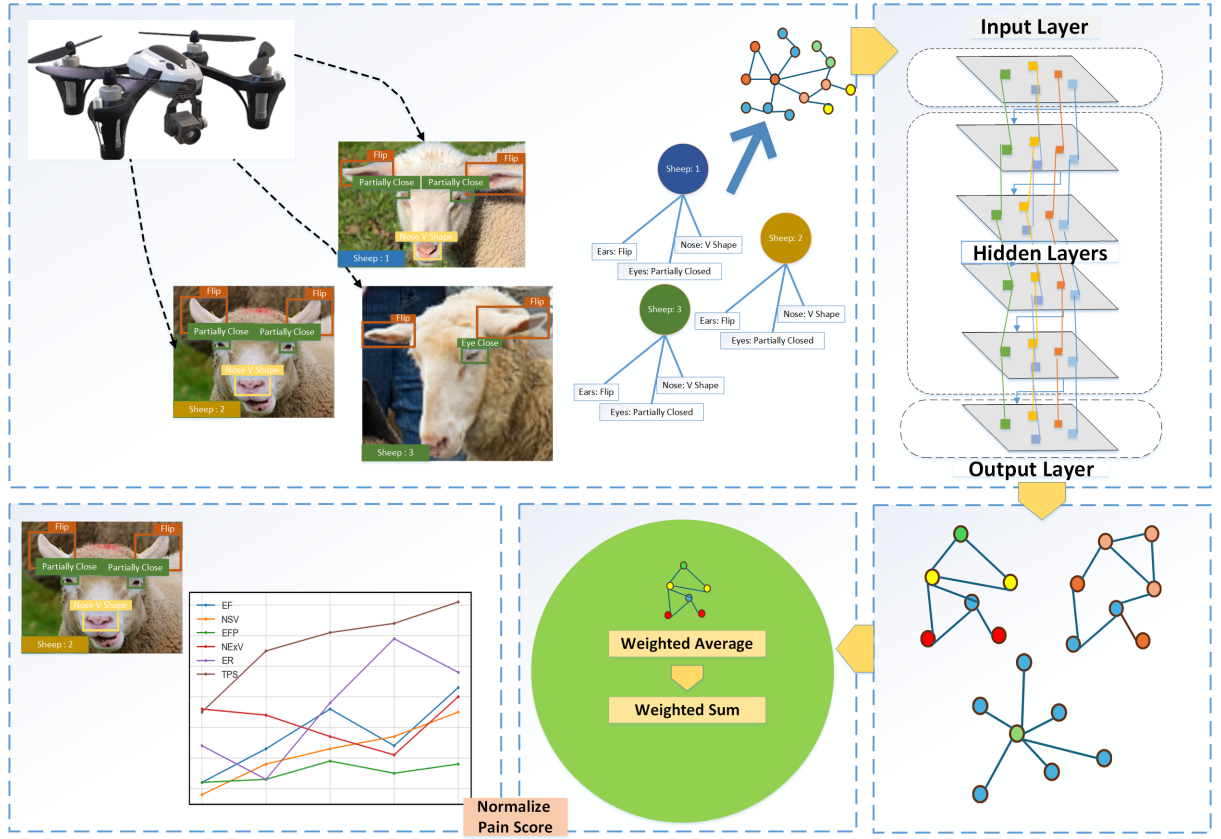 Input Layer
Flip
Flip
Partially Close
Partially Close
Nose V Shape
Sheep : 1
Sheep: 1
Ears: Flip
Nose: V Shape
Eyes: Partially Closed
Sheep: 2
Ears: Flip
Nose: V Shape
Eyes: Partially Closed
Sheep: 3
Ears: Flip
Nose: V Shape
Eyes: Partially Closed
Flip
Flip
Partially Close
Partially Close
Nose V Shape
Sheep : 2
Flip
Flip
Eye Close
Sheep : 3
Hidden Layers
Output Layer
Flip
Flip
Partially Close
Partially Close
Nose V Shape
Sheep : 2
EF
NSV
EFP
NExV
ER
TPS
Normalize
Pain Score
Weighted Average
Weighted Sum